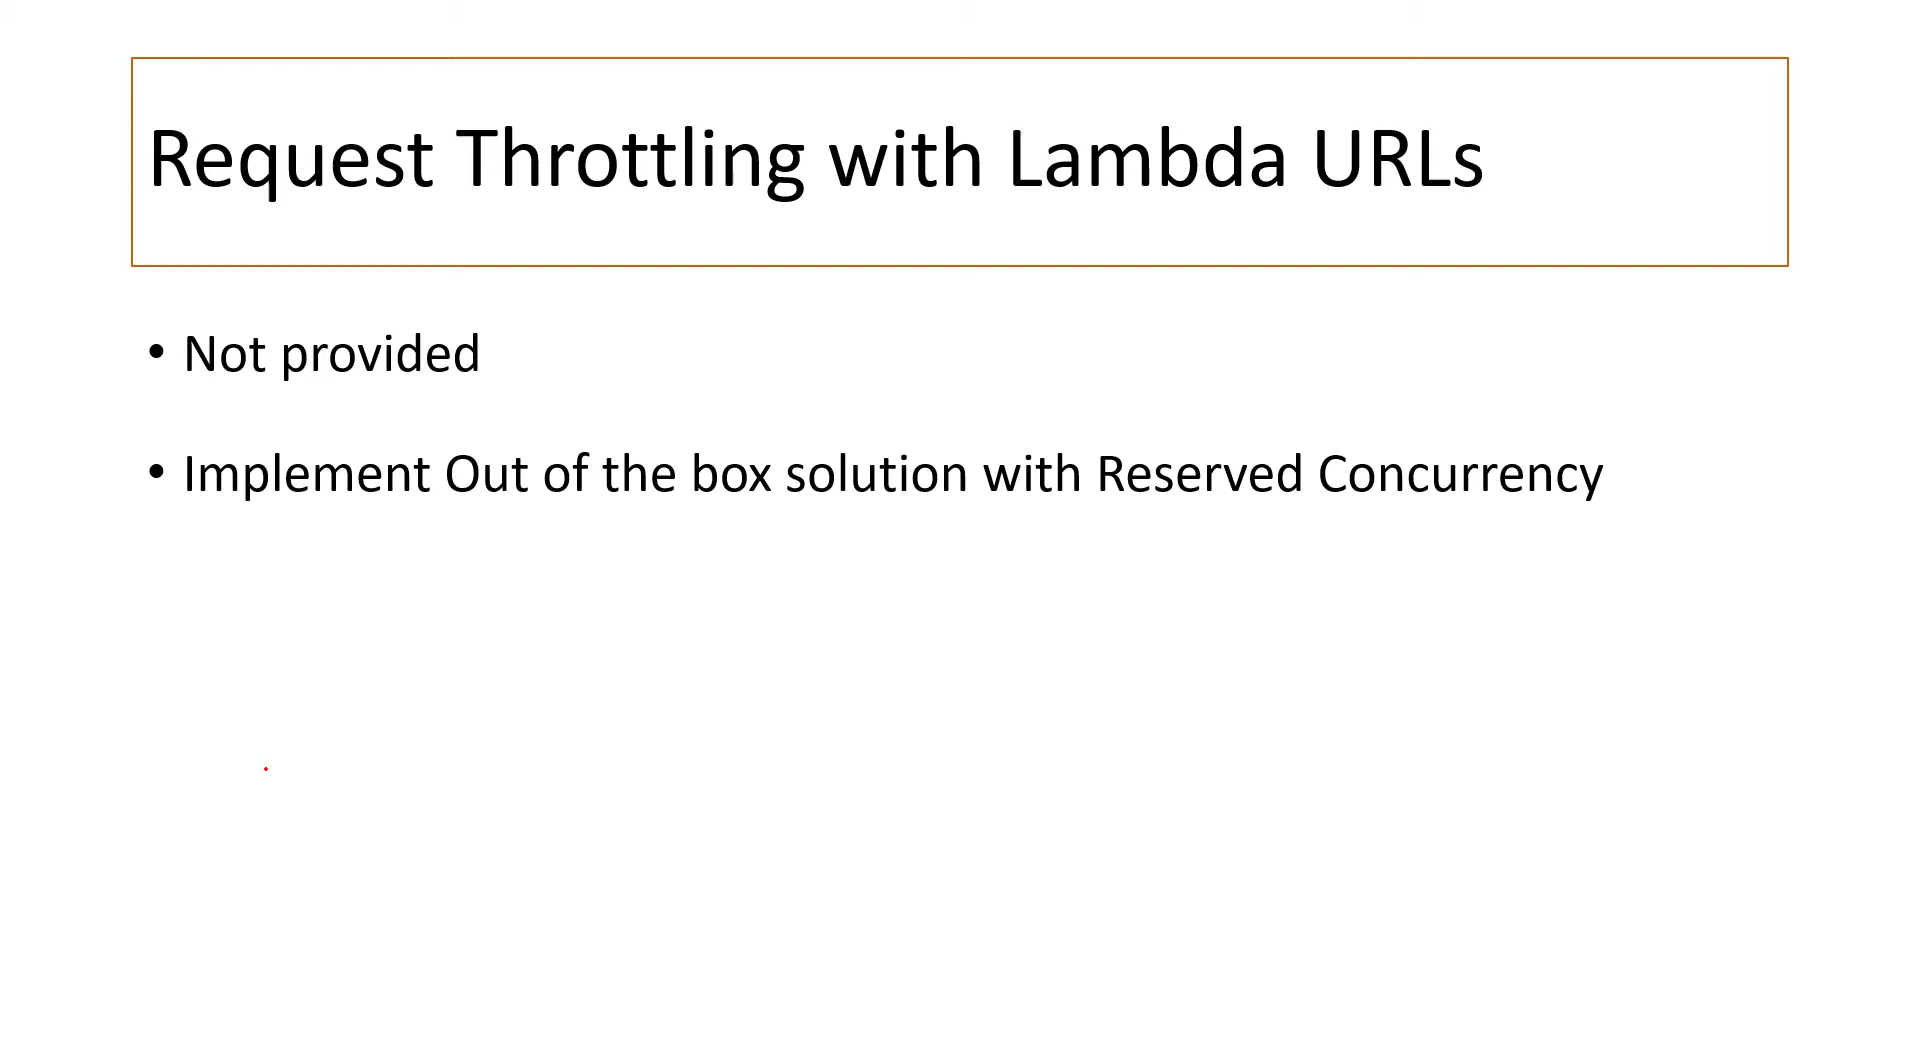 Request Throttling with Lambda URLs
• Not provided
• Implement Out of the box solution with Reserved Concurrency